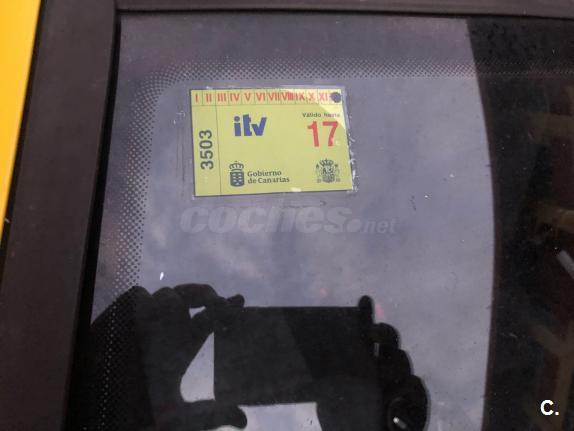 I II III IV V VI VII VIII IX X XI
Válido hasta
itv
17
3503
Gobierno
de Canarias
coches.net
C.